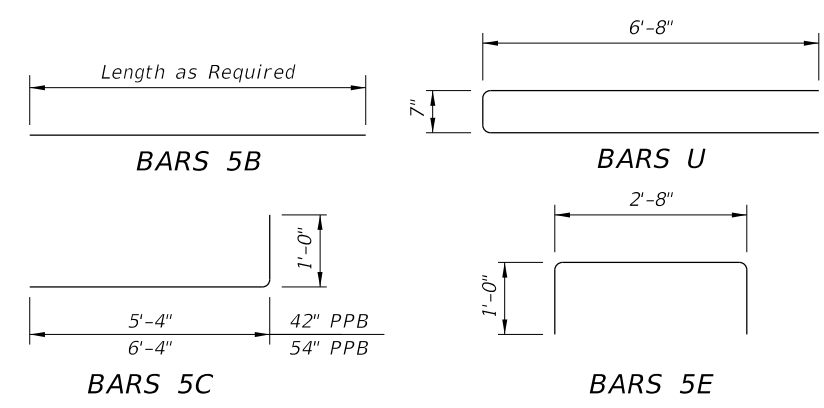 Length as Required
BARS 5B
6'-8"
7"
BARS U
1'-0"
5'-4" 42" PPB
6'-4" 54" PPB
BARS 5C
2'-8"
1'-0"
BARS 5E